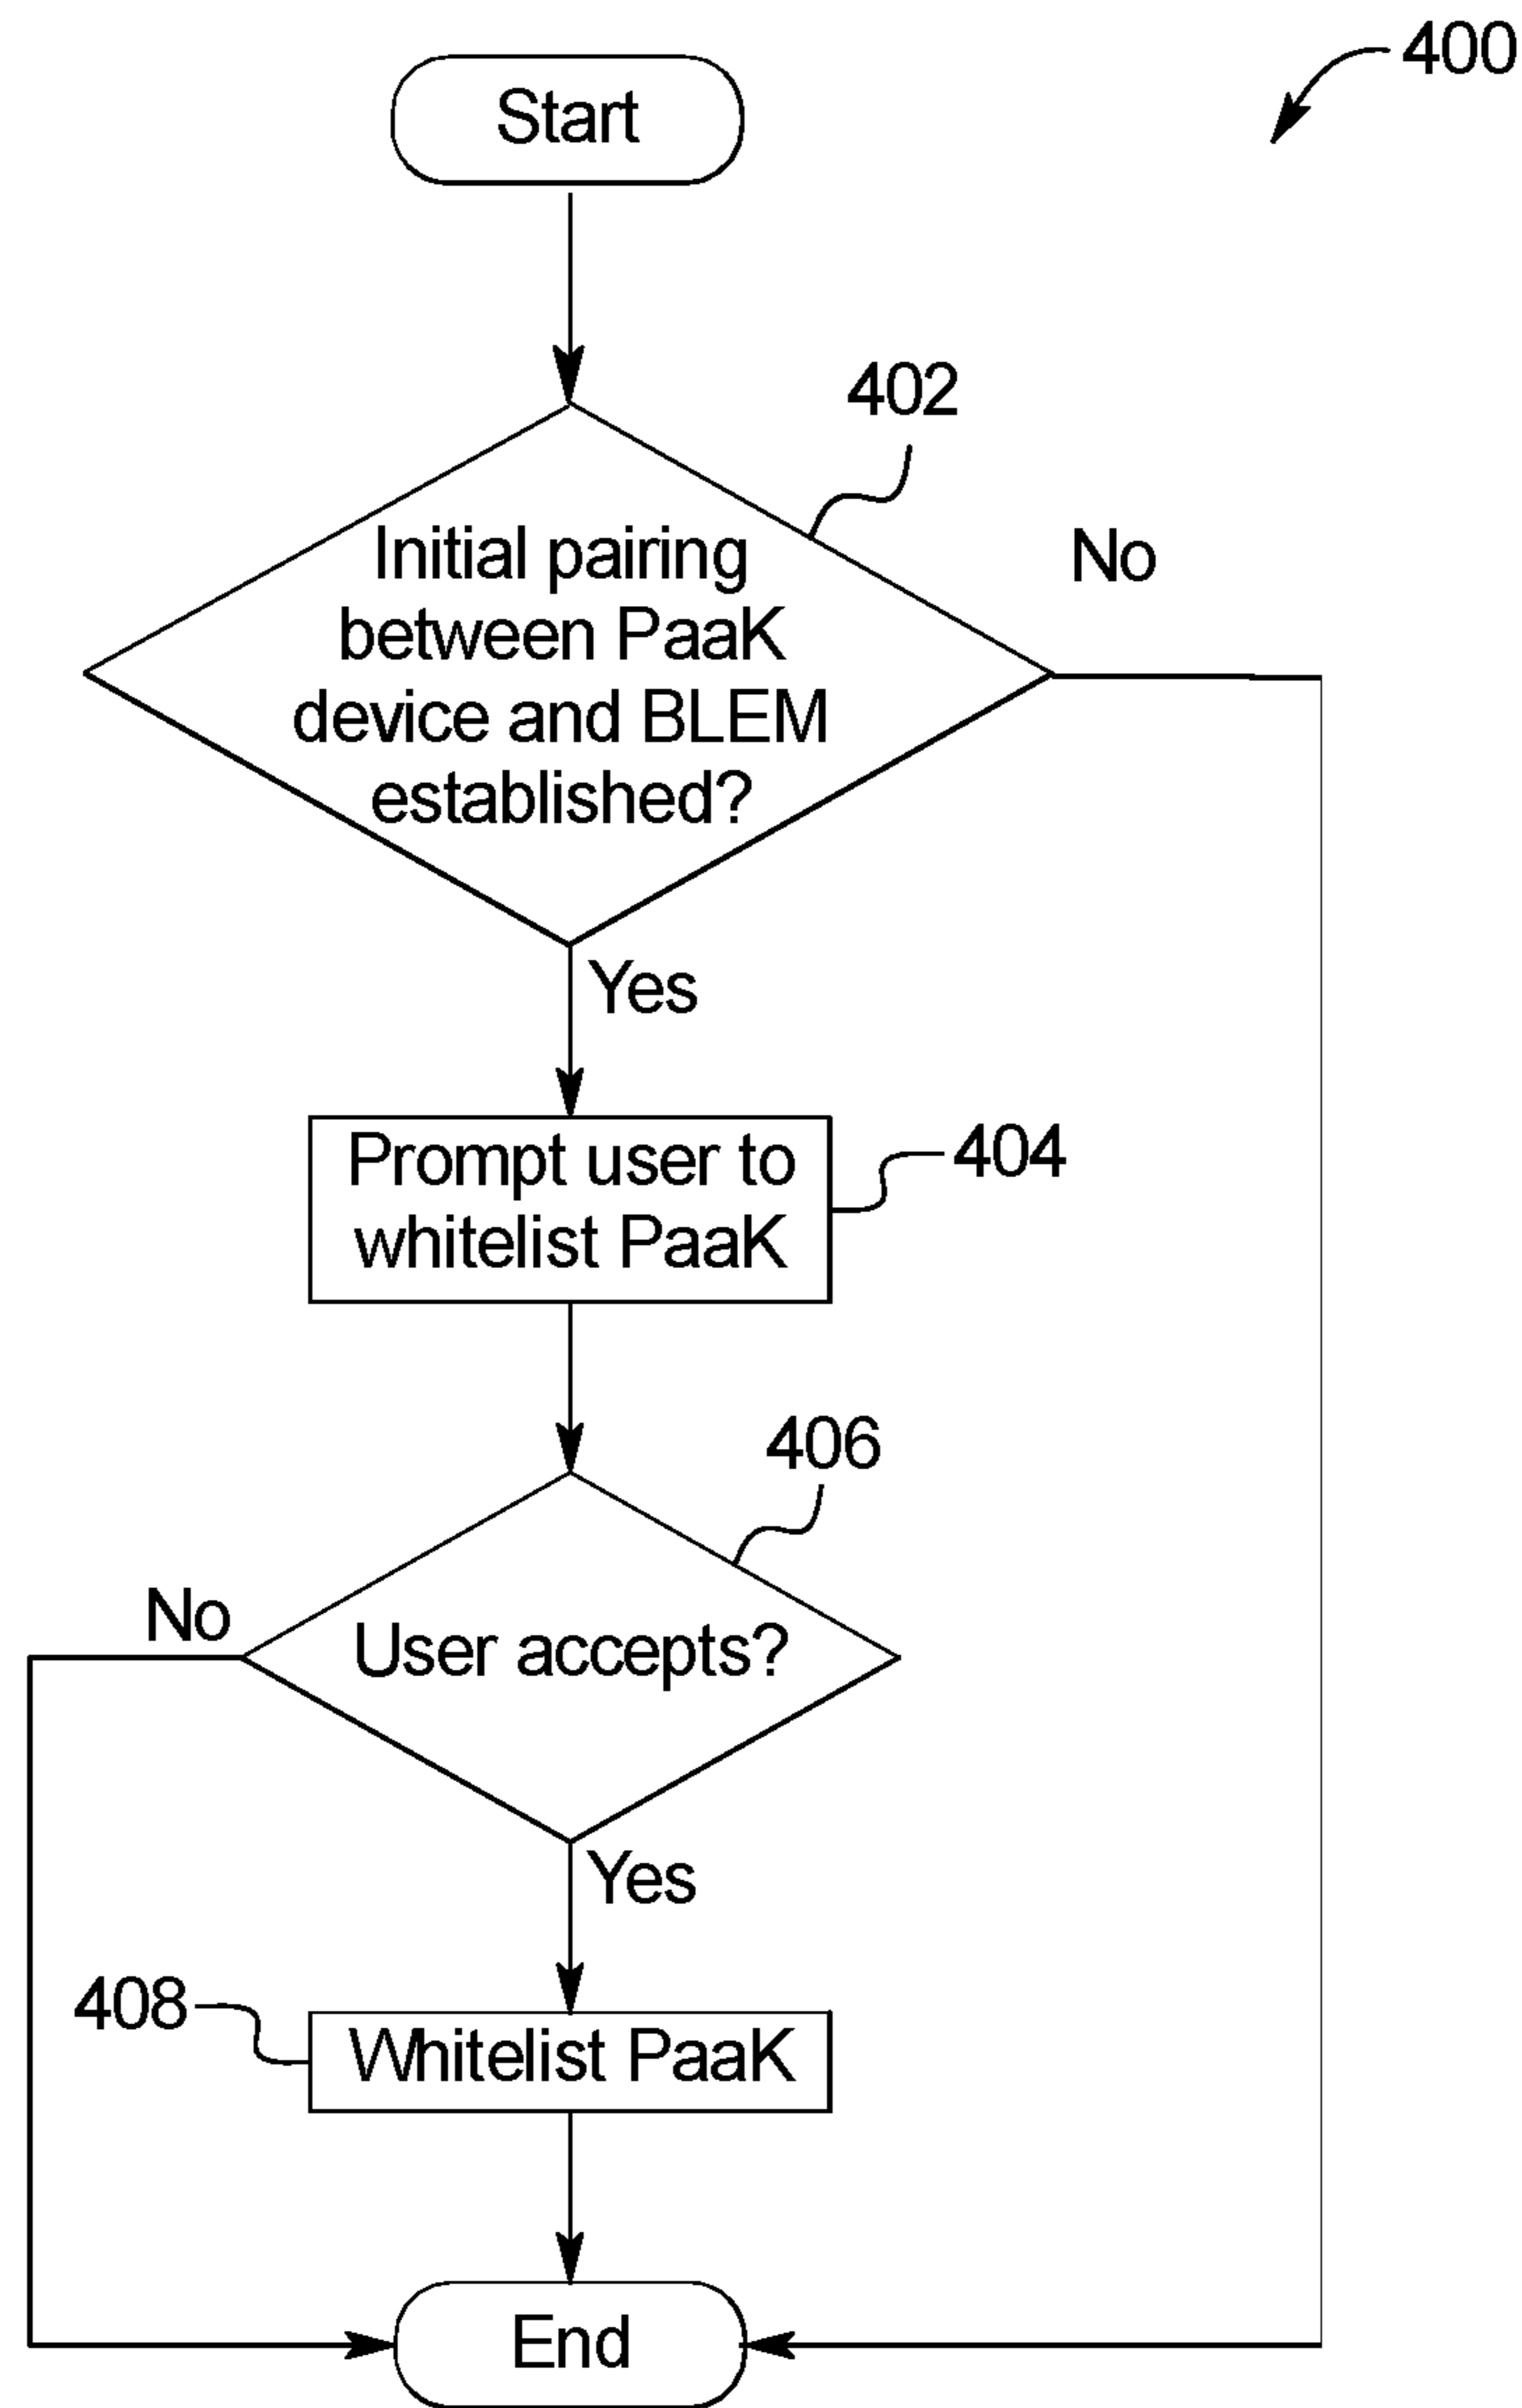 400
Start
402
Initial pairing
between PaaK
device and BLEM
established?
No
Yes
Prompt user to
whitelist PaaK
404
406
No
User accepts?
Yes
408
Whitelist PaaK
End